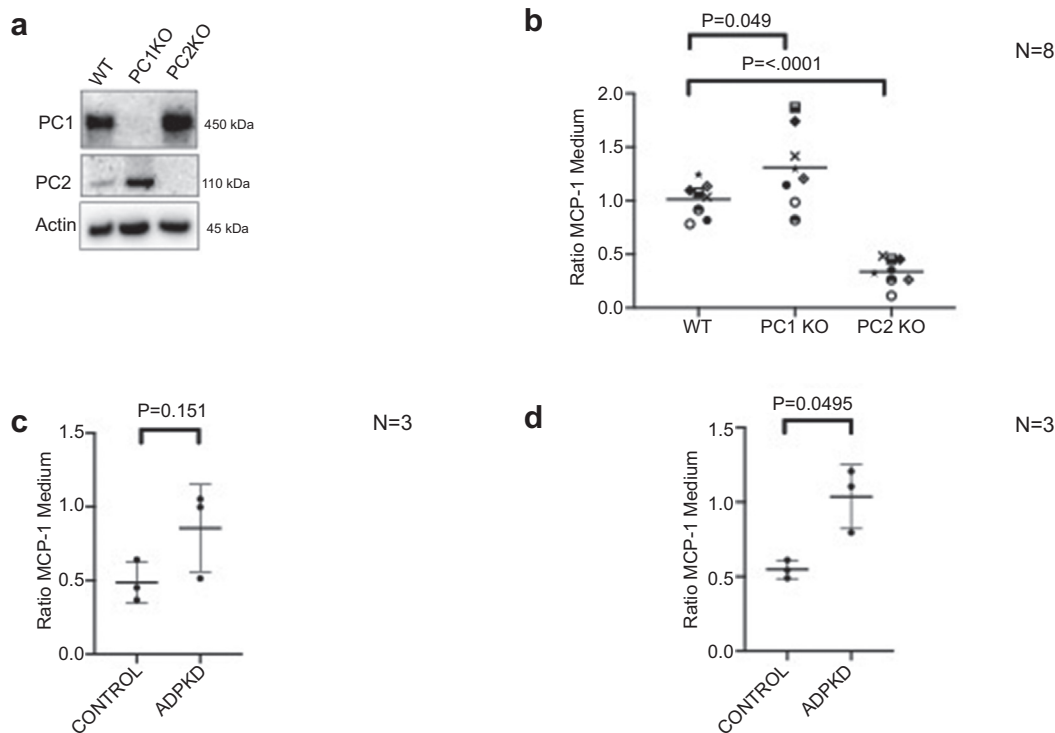 a
WT
PC1KO
PC2KO
PC1
450 kDa
PC2
110 kDa
Actin
45 kDa
b
P=0.049
N=8
P=<.0001
Ratio MCP-1 Medium
2.0
1.5
1.0
0.5
0.0
WT
PC1 KO
PC2 KO
c
P=0.151
N=3
Ratio MCP-1 Medium
1.5
1.0
0.5
0.0
CONTROL
ADPKD
d
P=0.0495
N=3
Ratio MCP-1 Medium
1.5
1.0
0.5
0.0
CONTROL
ADPKD